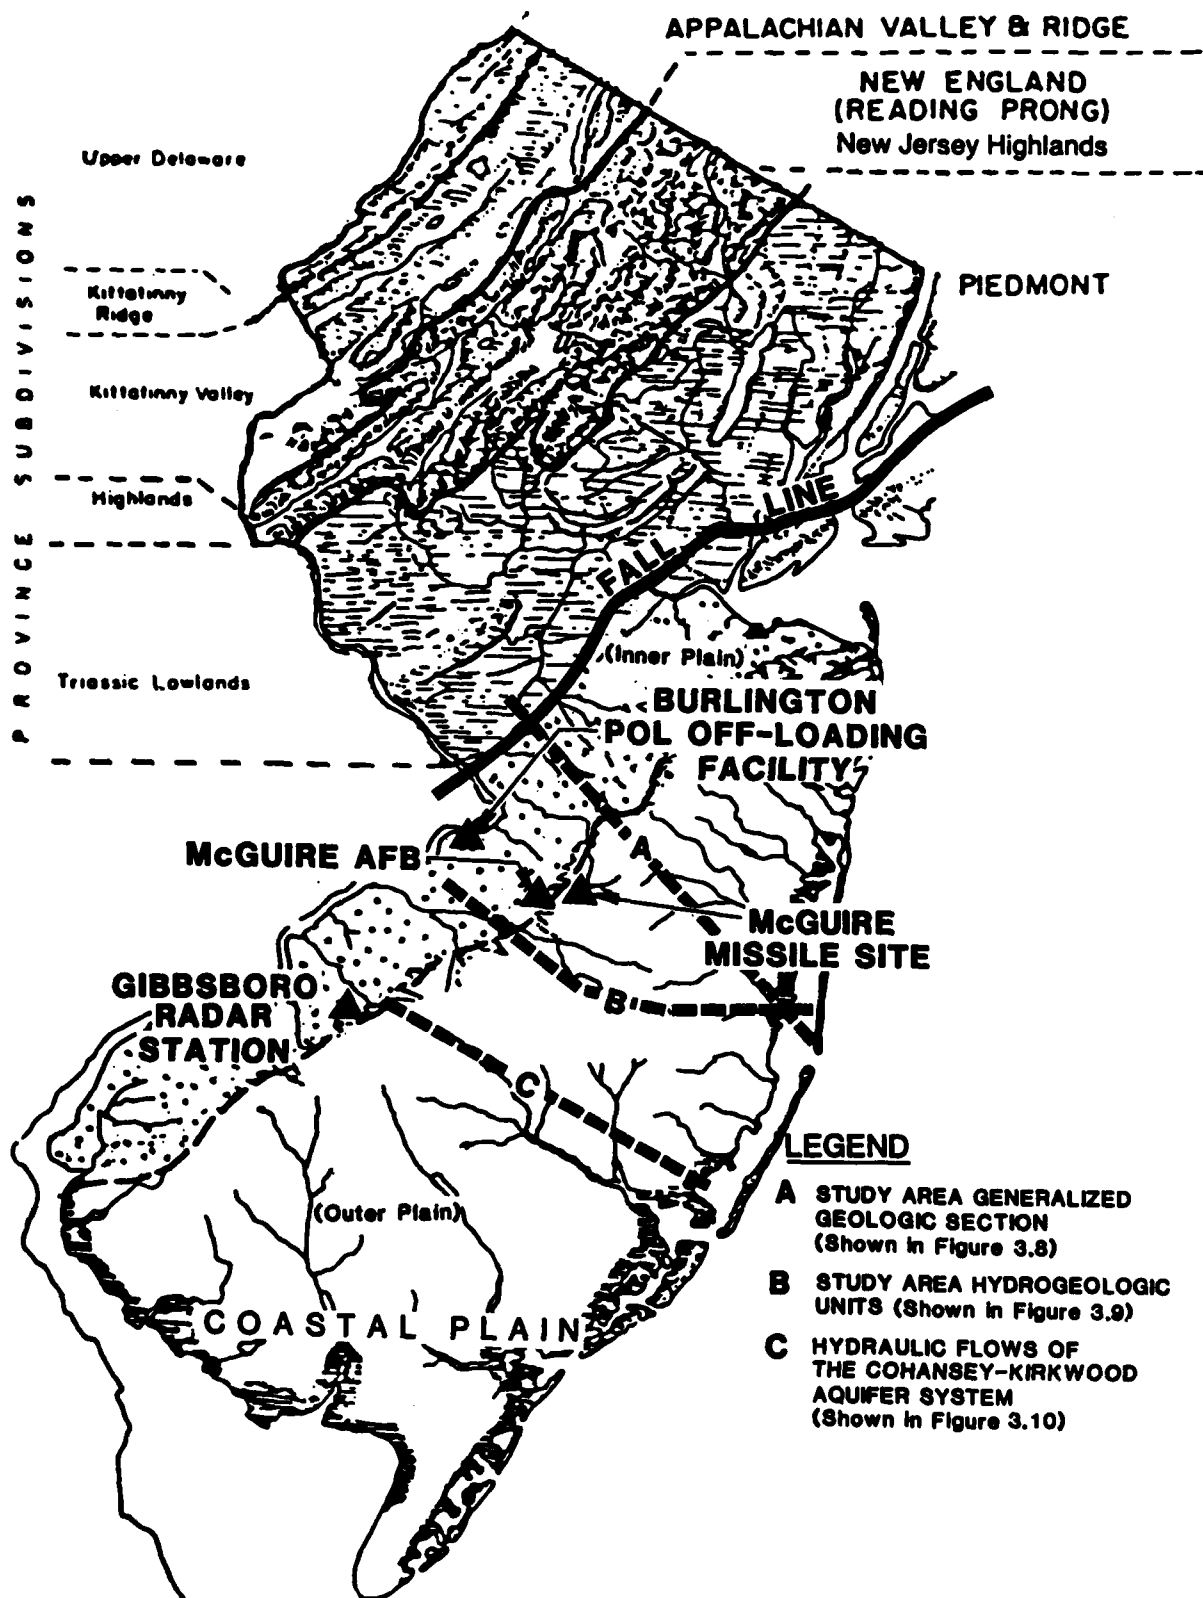 APPALACHIAN VALLEY & RIDGE
NEW ENGLAND
(READING PRONG)
New Jersey Highlands
PIEDMONT
PROVINCE SUBDIVISIONS
Upper Delaware
Kittatinny
Ridge
Kittatinny Valley
Highlands
Triassic Lowlands
FALL LINE
(Inner Plain)
BURLINGTON
POL OFF-LOADING
FACILITY
McGUIRE AFB
A
McGUIRE
MISSILE SITE
B
GIBBSBORO
RADAR
STATION
C
(Outer Plain)
COASTAL PLAIN
LEGEND
A STUDY AREA GENERALIZED
GEOLOGIC SECTION
(Shown in Figure 3.8)
B STUDY AREA HYDROGEOLOGIC
UNITS (Shown in Figure 3.9)
C HYDRAULIC FLOWS OF
THE COHANSEY-KIRKWOOD
AQUIFER SYSTEM
(Shown in Figure 3.10)